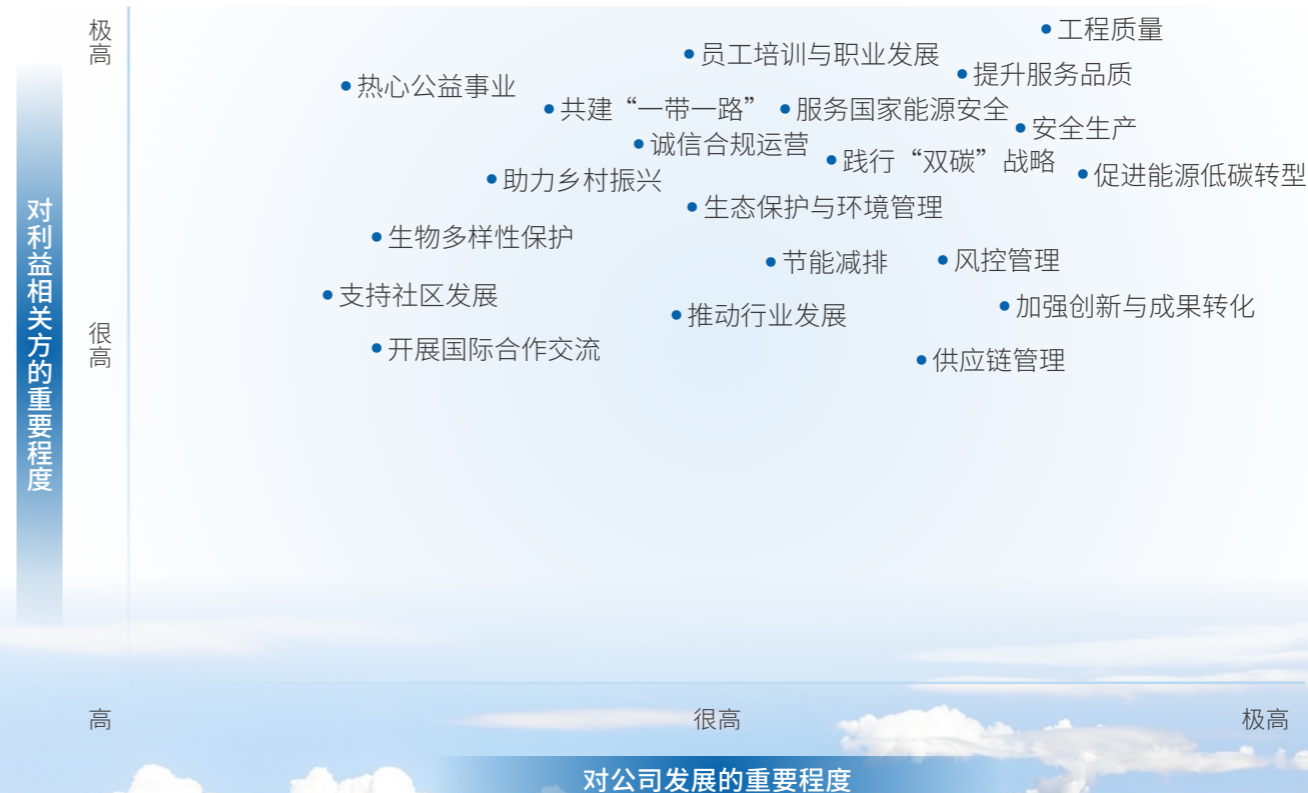 极高
工程质量
员工培训与职业发展
提升服务品质
热心公益事业
共建“一带一路”
服务国家能源安全
安全生产
诚信合规运营
践行“双碳”战略
促进能源低碳转型
助力乡村振兴
生态保护与环境管理
生物多样性保护
节能减排
风控管理
支持社区发展
加强创新与成果转化
推动行业发展
很高
开展国际合作交流
供应链管理
对利益相关方的重要程度
高
很高
极高
对公司发展的重要程度